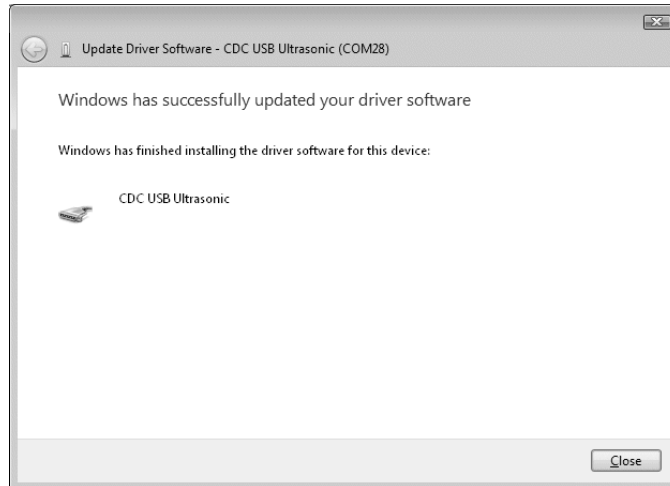 Update Driver Software - CDC USB Ultrasonic (COM28)
Windows has successfully updated your driver software
Windows has finished installing the driver software for this device:
CDC USB Ultrasonic
Close